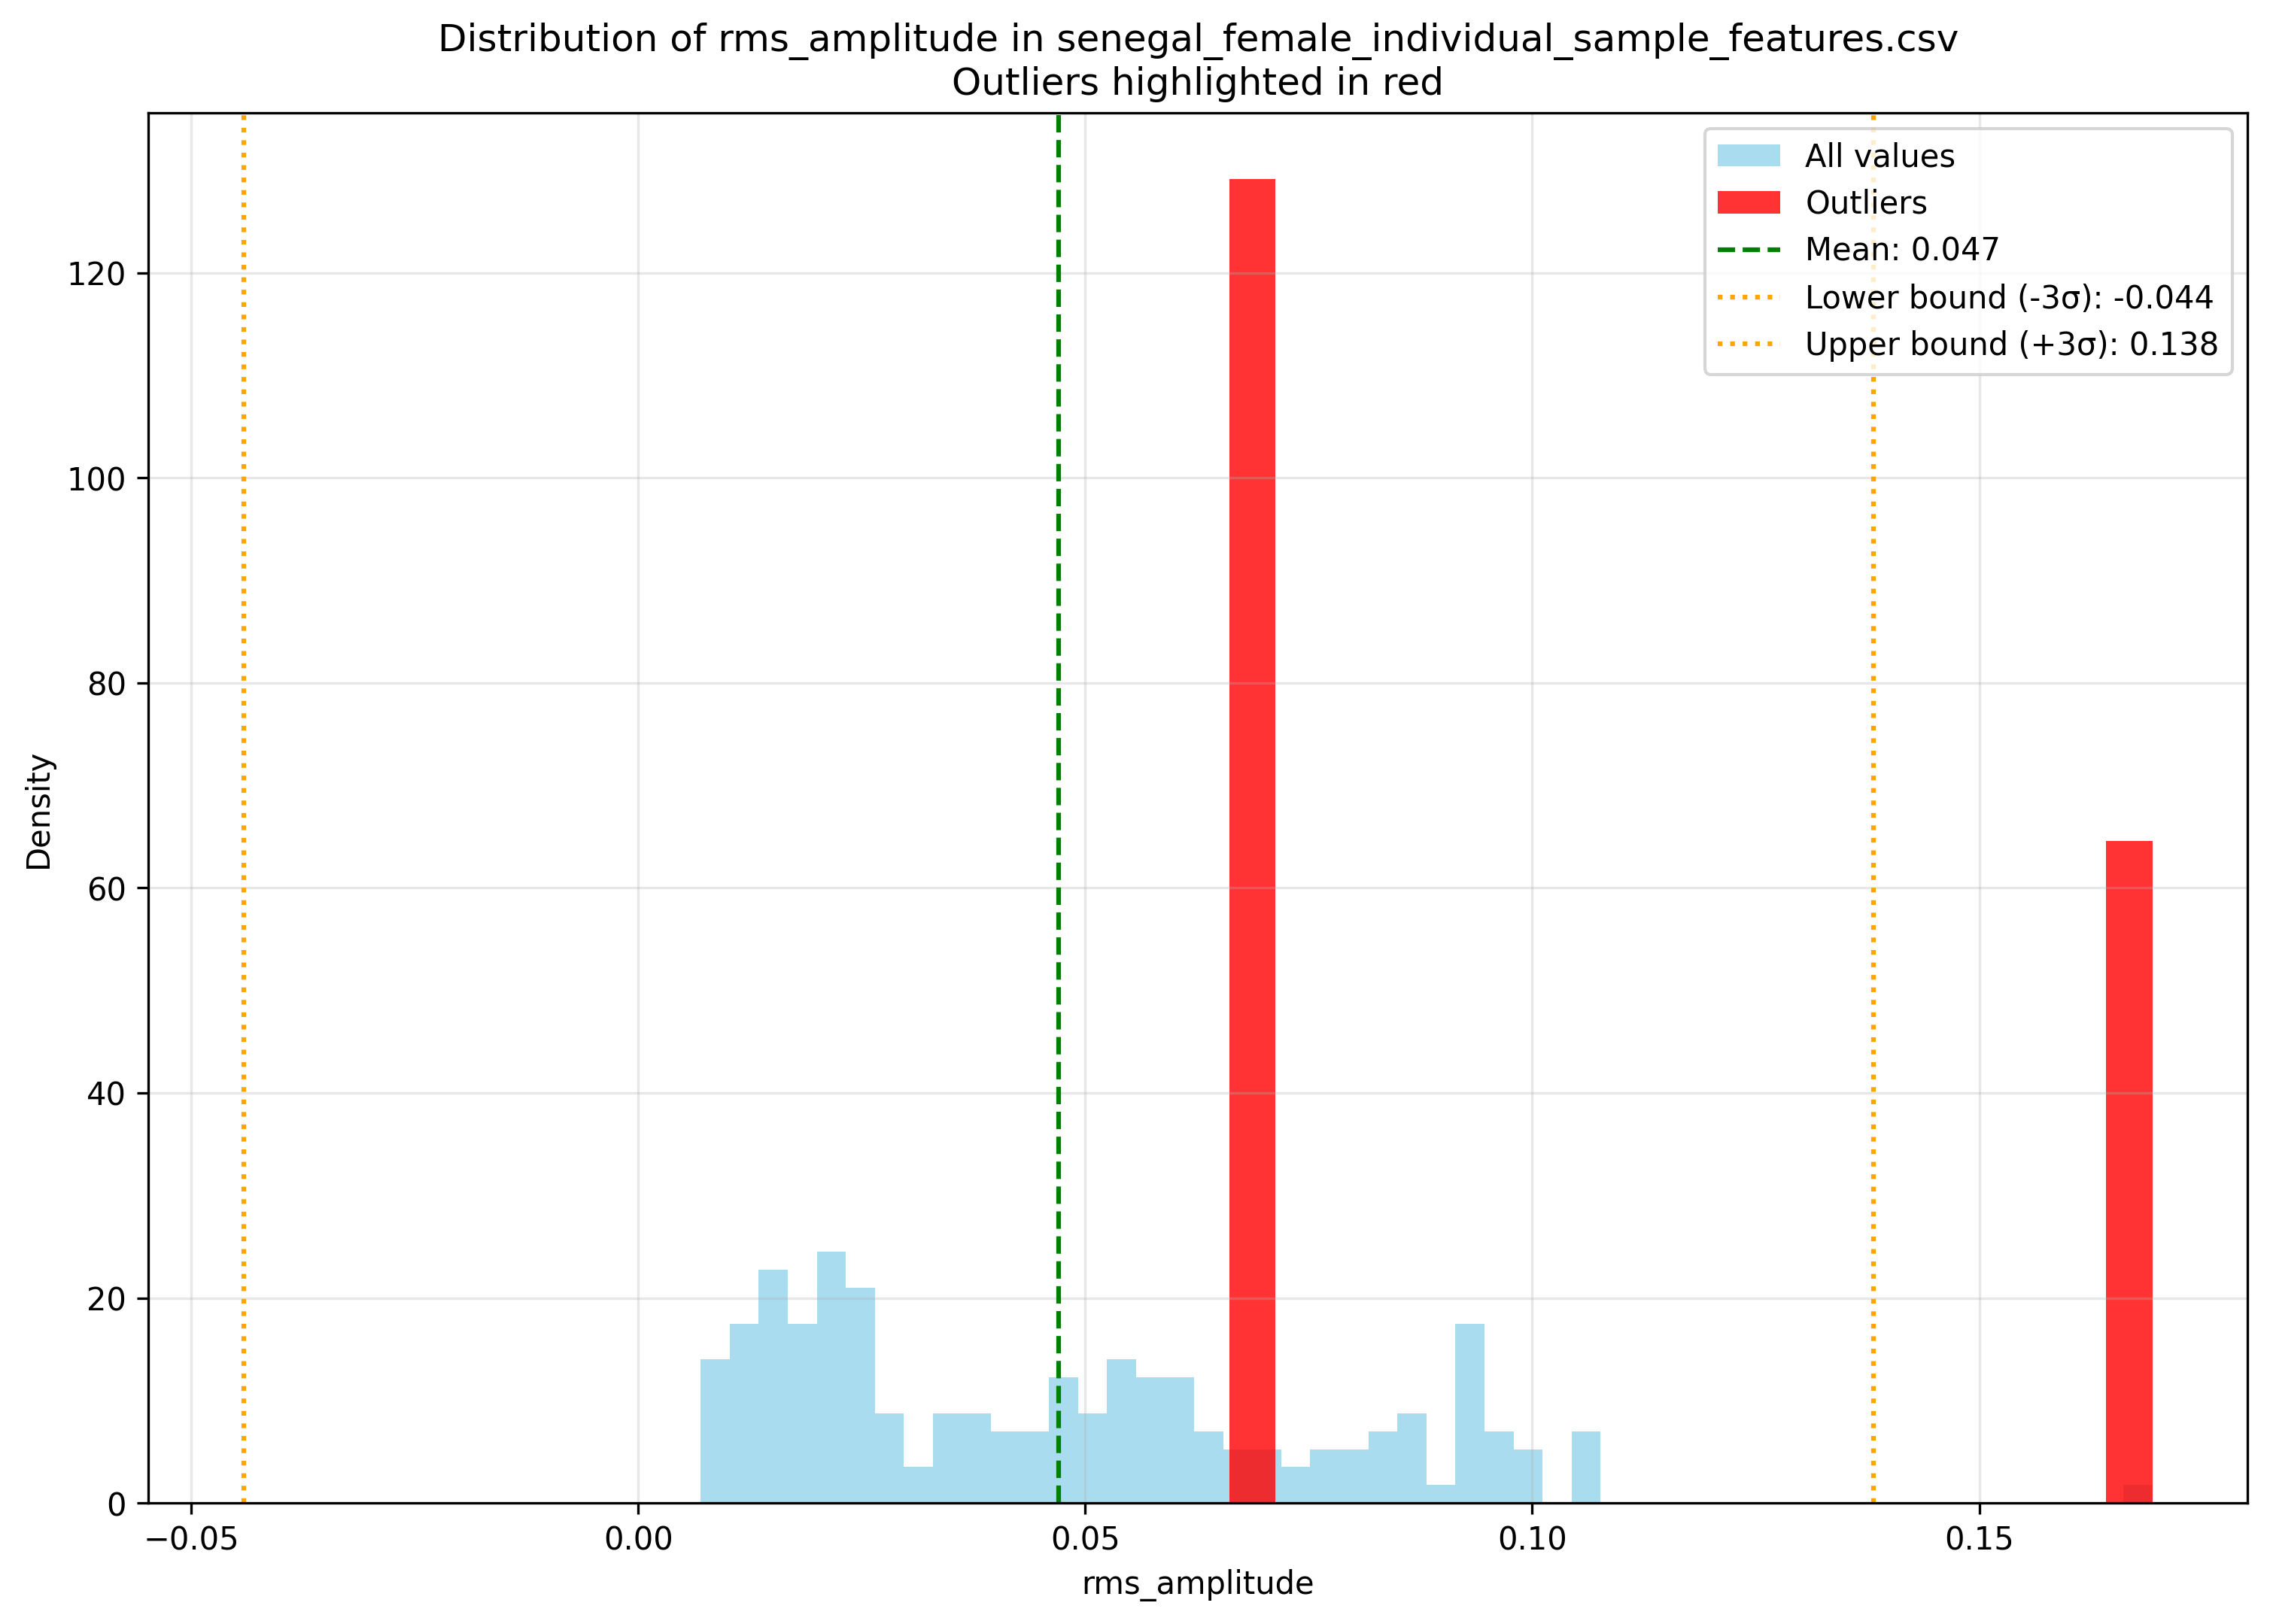 Distribution of rms_amplitude in senegal_female_individual_sample_features.csv
Outliers highlighted in red
All values
Outliers
Mean: 0.047
Lower bound (-3σ): -0.044
Upper bound (+3σ): 0.138
Density
120
100
80
60
40
20
0
−0.05
0.00
0.05
0.10
0.15
rms_amplitude